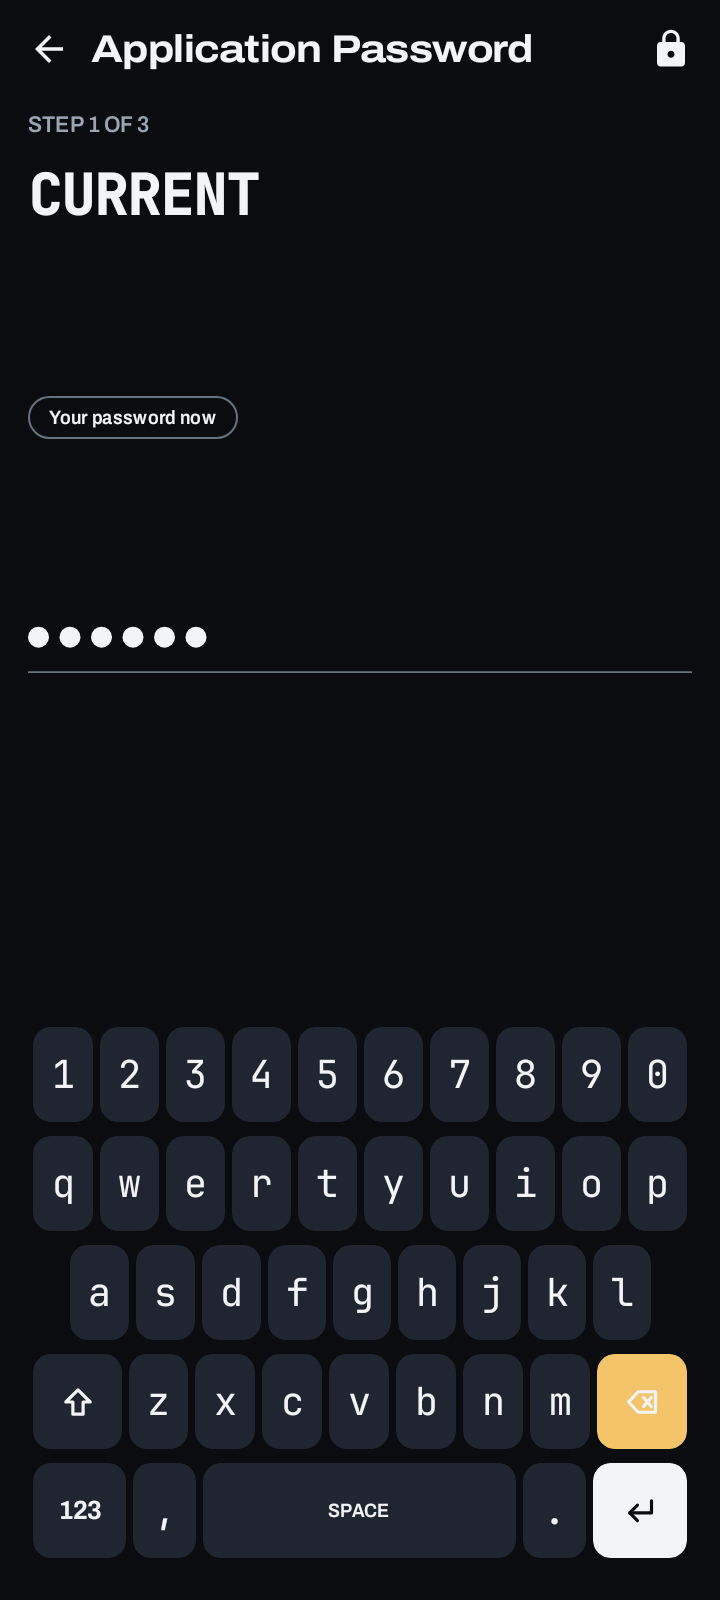 Application Password
STEP 1 OF 3
CURRENT
Your password now
1 2 3 4 5 6 7 8 9 0
q w e r t y u i o p
a s d f g h j k l
z x c v b n m
123 , SPACE .